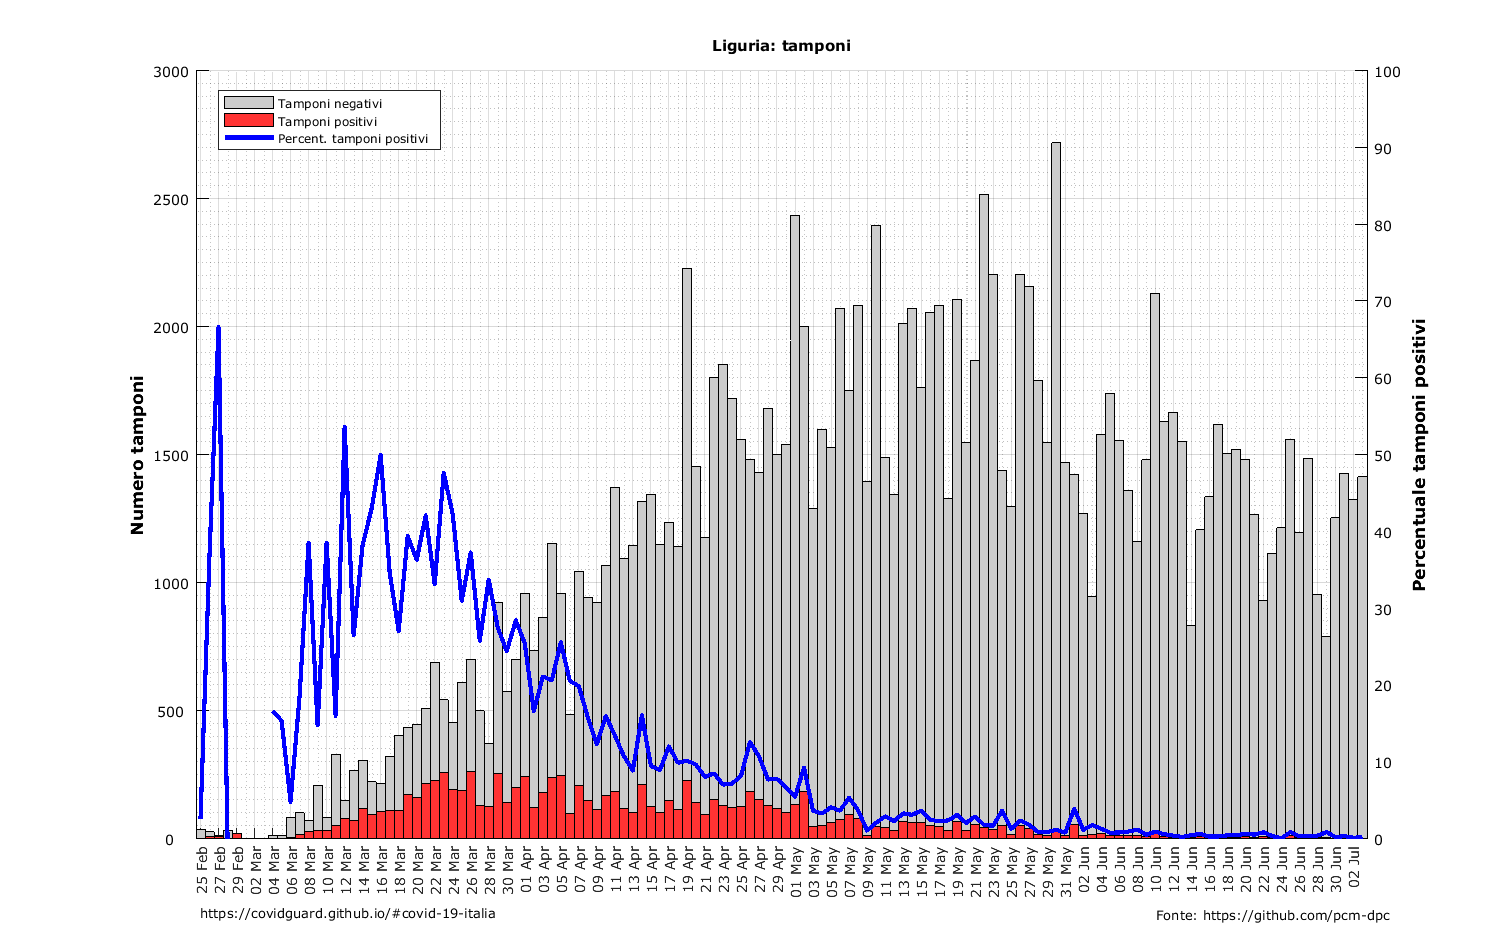 Liguria: tamponi
Tamponi negativi
Tamponi positivi
Percent. tamponi positivi
Numero tamponi
3000
2500
2000
1500
1000
500
0
Percentuale tamponi positivi
100
90
80
70
60
50
40
30
20
10
0
25 Feb
27 Feb
29 Feb
02 Mar
04 Mar
06 Mar
08 Mar
10 Mar
12 Mar
14 Mar
16 Mar
18 Mar
20 Mar
22 Mar
24 Mar
26 Mar
28 Mar
30 Mar
01 Apr
03 Apr
05 Apr
07 Apr
09 Apr
11 Apr
13 Apr
15 Apr
17 Apr
19 Apr
21 Apr
23 Apr
25 Apr
27 Apr
29 Apr
01 May
03 May
05 May
07 May
09 May
11 May
13 May
15 May
17 May
19 May
21 May
23 May
25 May
27 May
29 May
31 May
02 Jun
04 Jun
06 Jun
08 Jun
10 Jun
12 Jun
14 Jun
16 Jun
18 Jun
20 Jun
22 Jun
24 Jun
26 Jun
28 Jun
30 Jun
02 Jul
https://covidguard.github.io/#covid-19-italia
Fonte: https://github.com/pcm-dpc